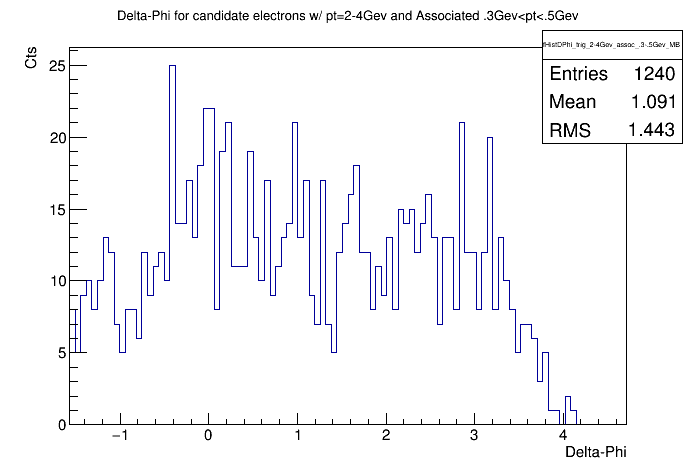 Delta-Phi for candidate electrons w/ pt=2-4Gev and Associated .3Gev<pt<.5Gev
fHistDPhi_trig_2-4Gev_assoc_.3-.5Gev_MB
Entries 1240
Mean 1.091
RMS 1.443
Cts
25
20
15
10
5
0
−1 0 1 2 3 4
Delta-Phi